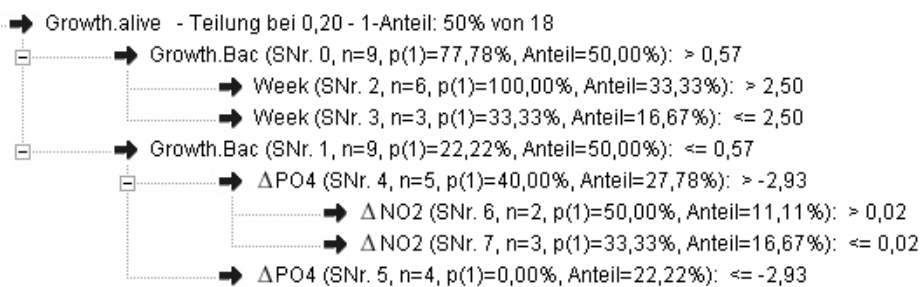 Growth.alive - Teilung bei 0,20 - 1-Anteil: 50% von 18
Growth.Bac (SNr. 0, n=9, p(1)=77,78%, Anteil=50,00%): > 0,57
Week (SNr. 2, n=6, p(1)=100,00%, Anteil=33,33%): > 2,50
Week (SNr. 3, n=3, p(1)=33,33%, Anteil=16,67%): <= 2,50
Growth.Bac (SNr. 1, n=9, p(1)=22,22%, Anteil=50,00%): <= 0,57
ΔPO4 (SNr. 4, n=5, p(1)=40,00%, Anteil=27,78%): > -2,93
Δ NO2 (SNr. 6, n=2, p(1)=50,00%, Anteil=11,11%): > 0,02
Δ NO2 (SNr. 7, n=3, p(1)=33,33%, Anteil=16,67%): <= 0,02
ΔPO4 (SNr. 5, n=4, p(1)=0,00%, Anteil=22,22%): <= -2,93